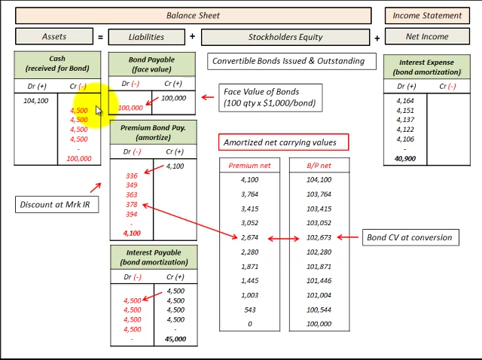 Balance Sheet
Income Statement
Assets = Liabilities + Stockholders Equity + Net Income
Cash
(received for Bond)
Dr (+) Cr (-)
104,100
4,500
4,500
4,500
4,500
-
100,000
Bond Payable
(face value)
Dr (-) Cr (+)
100,000
100,000
Convertible Bonds Issued & Outstanding
Face Value of Bonds
(100 qty x $1,000/bond)
Interest Expense
(bond amortization)
Dr (+) Cr (-)
4,164
4,151
4,137
4,122
4,106
-
40,900
Premium Bond Pay.
(amortize)
Dr (-) Cr (+)
4,100
336
349
363
378
394
-
4,100
Discount at Mrk IR
Interest Payable
(bond amortization)
Dr (-) Cr (+)
4,500
4,500 4,500
4,500 4,500
4,500 4,500
4,500 -
- 45,000
Amortized net carrying values
Premium net B/P net
4,100 104,100
3,764 103,764
3,415 103,415
3,052 103,052
2,674 102,673
2,280 102,280
1,871 101,871
1,445 101,446
1,003 101,004
543 100,544
0 100,000
Bond CV at conversion